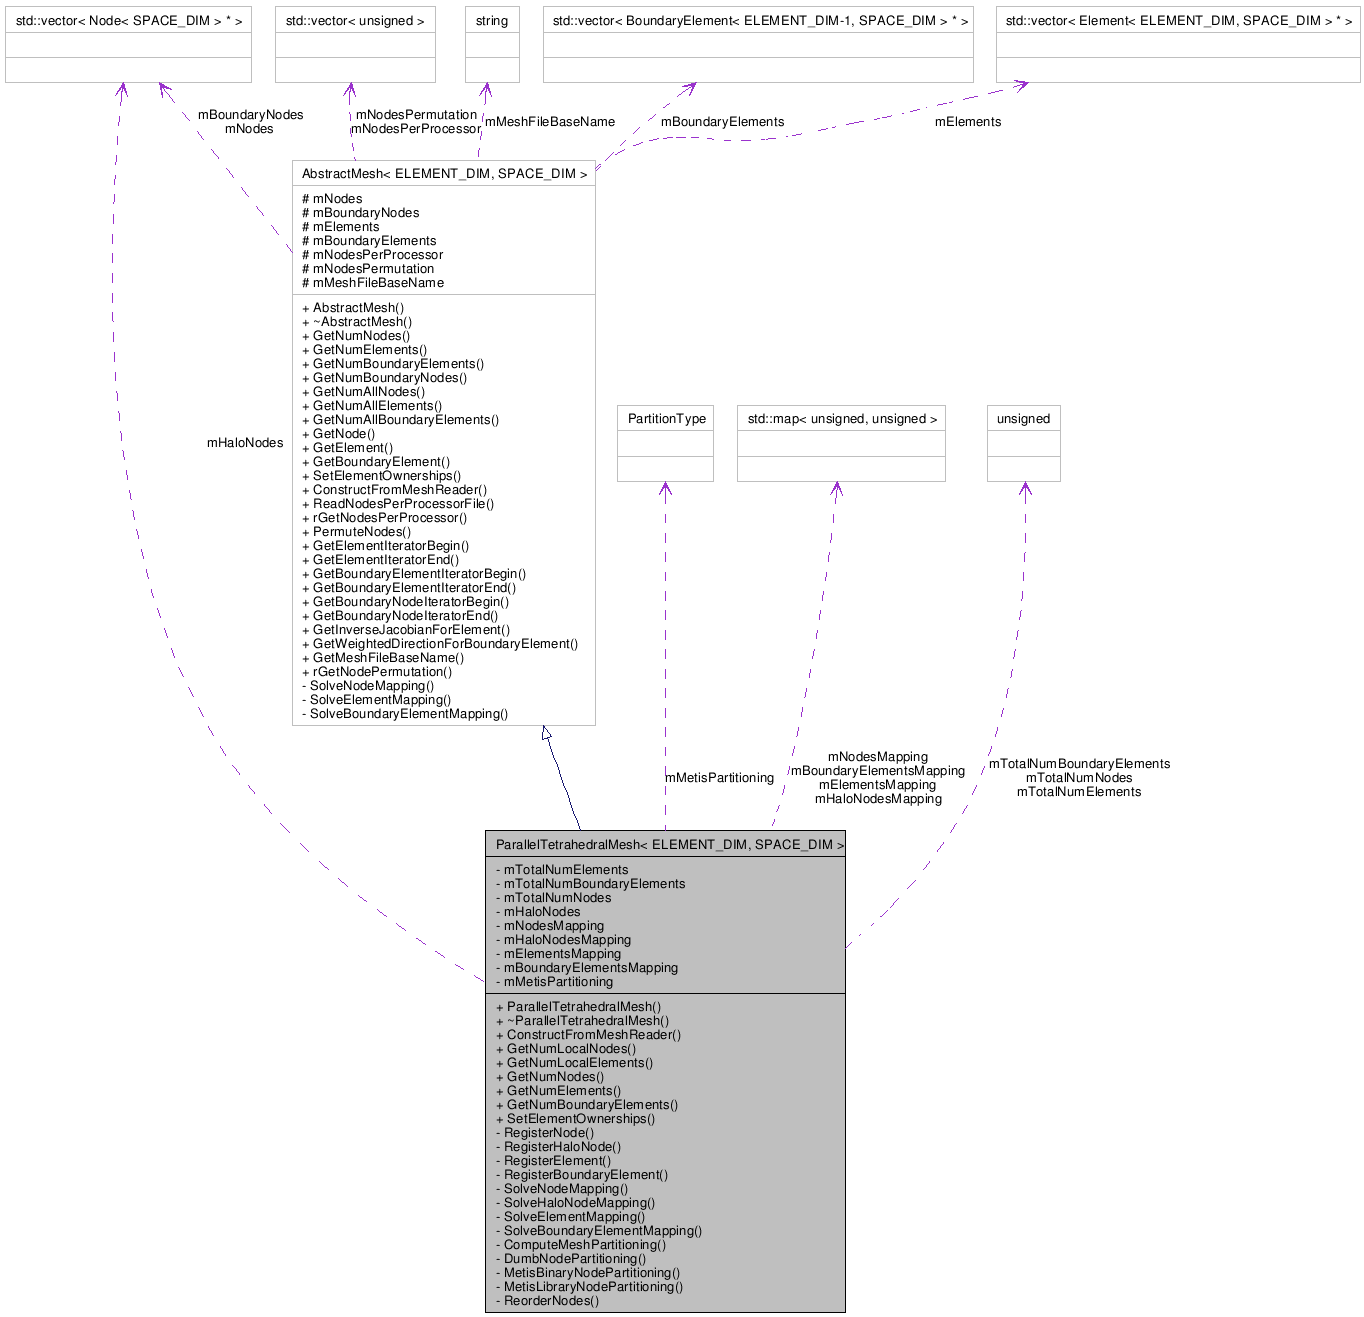 std::vector< Node< SPACE_DIM > * >
std::vector< unsigned >
string
std::vector< BoundaryElement< ELEMENT_DIM-1, SPACE_DIM > * >
std::vector< Element< ELEMENT_DIM, SPACE_DIM > * >
mBoundaryNodes
mNodes
mNodesPermutation
mNodesPerProcessor
mMeshFileBaseName
mBoundaryElements
mElements
AbstractMesh< ELEMENT_DIM, SPACE_DIM >
# mNodes
# mBoundaryNodes
# mElements
# mBoundaryElements
# mNodesPerProcessor
# mNodesPermutation
# mMeshFileBaseName
+ AbstractMesh()
+ ~AbstractMesh()
+ GetNumNodes()
+ GetNumElements()
+ GetNumBoundaryElements()
+ GetNumBoundaryNodes()
+ GetNumAllNodes()
+ GetNumAllElements()
+ GetNumAllBoundaryElements()
+ GetNode()
+ GetElement()
+ GetBoundaryElement()
+ SetElementOwnerships()
+ ConstructFromMeshReader()
+ ReadNodesPerProcessorFile()
+ rGetNodesPerProcessor()
+ PermuteNodes()
+ GetElementIteratorBegin()
+ GetElementIteratorEnd()
+ GetBoundaryElementIteratorBegin()
+ GetBoundaryElementIteratorEnd()
+ GetBoundaryNodeIteratorBegin()
+ GetBoundaryNodeIteratorEnd()
+ GetInverseJacobianForElement()
+ GetWeightedDirectionForBoundaryElement()
+ GetMeshFileBaseName()
+ rGetNodePermutation()
- SolveNodeMapping()
- SolveElementMapping()
- SolveBoundaryElementMapping()
mHaloNodes
PartitionType
std::map< unsigned, unsigned >
unsigned
mMetisPartitioning
mNodesMapping
mBoundaryElementsMapping
mElementsMapping
mHaloNodesMapping
mTotalNumBoundaryElements
mTotalNumNodes
mTotalNumElements
ParallelTetrahedralMesh< ELEMENT_DIM, SPACE_DIM >
- mTotalNumElements
- mTotalNumBoundaryElements
- mTotalNumNodes
- mHaloNodes
- mNodesMapping
- mHaloNodesMapping
- mElementsMapping
- mBoundaryElementsMapping
- mMetisPartitioning
+ ParallelTetrahedralMesh()
+ ~ParallelTetrahedralMesh()
+ ConstructFromMeshReader()
+ GetNumLocalNodes()
+ GetNumLocalElements()
+ GetNumNodes()
+ GetNumElements()
+ GetNumBoundaryElements()
+ SetElementOwnerships()
- RegisterNode()
- RegisterHaloNode()
- RegisterElement()
- RegisterBoundaryElement()
- SolveNodeMapping()
- SolveHaloNodeMapping()
- SolveElementMapping()
- SolveBoundaryElementMapping()
- ComputeMeshPartitioning()
- DumbNodePartitioning()
- MetisBinaryNodePartitioning()
- MetisLibraryNodePartitioning()
- ReorderNodes()